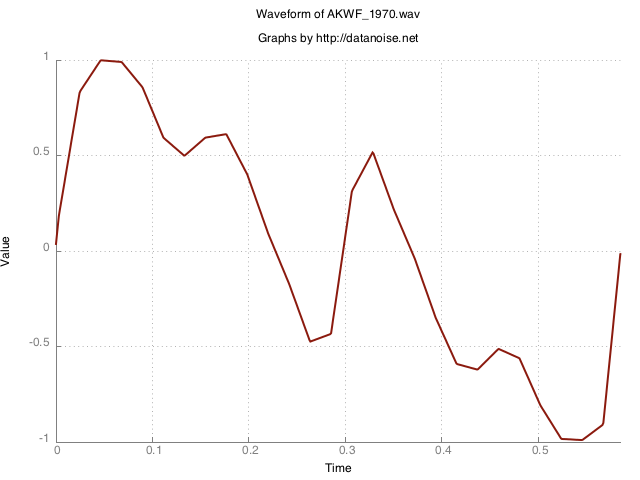 Waveform of AKWF_1970.wav
Graphs by http://datanoise.net
1
0.5
0
-0.5
-1
Value
0 0.1 0.2 0.3 0.4 0.5
Time